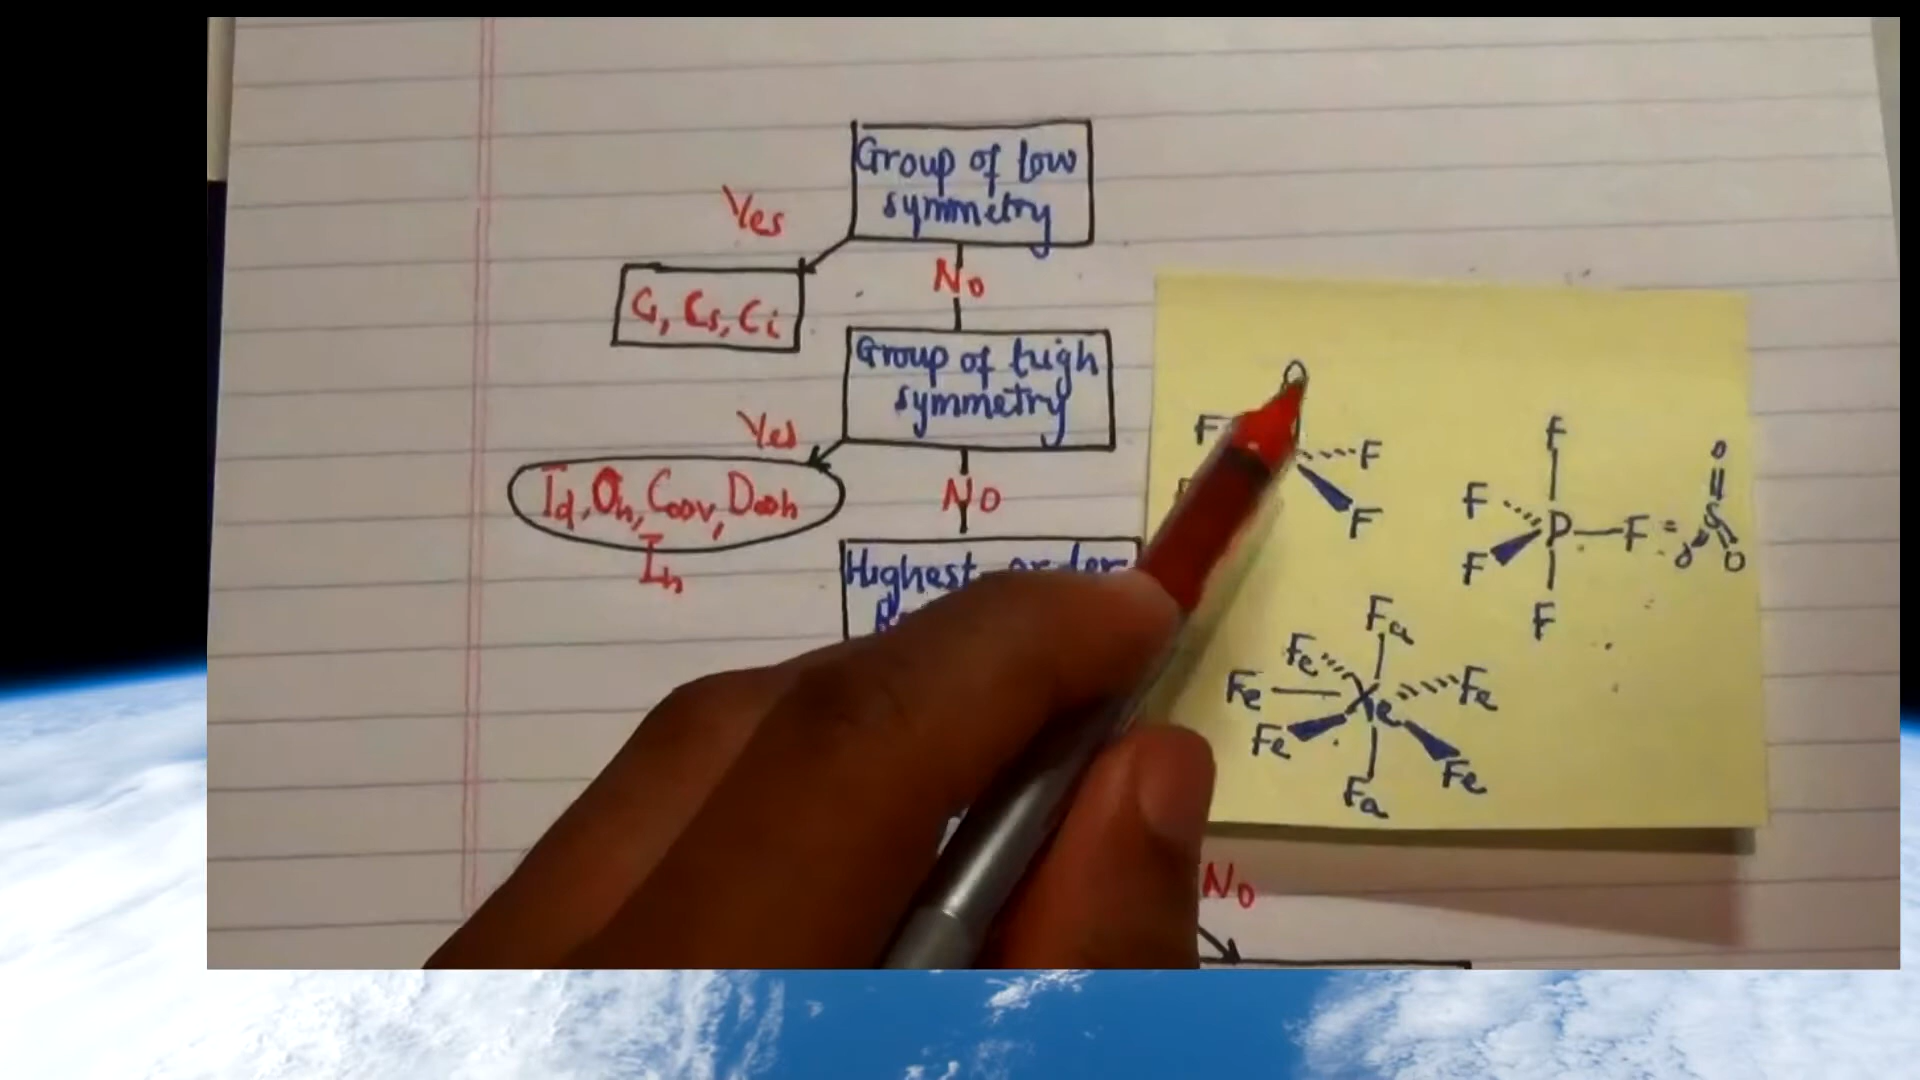 Group of low
symmetry
Yes
No
C₁, Cs, Ci
Group of high
symmetry
Yes
No
Td, Oh, C∞v, D∞h
Ih
Highest order
O
F
F
F
F
F
F
P
F
F
F
O
S
O
O
Fa
Fe
Fe
Xe
Fe
Fe
Fe
Fa
No